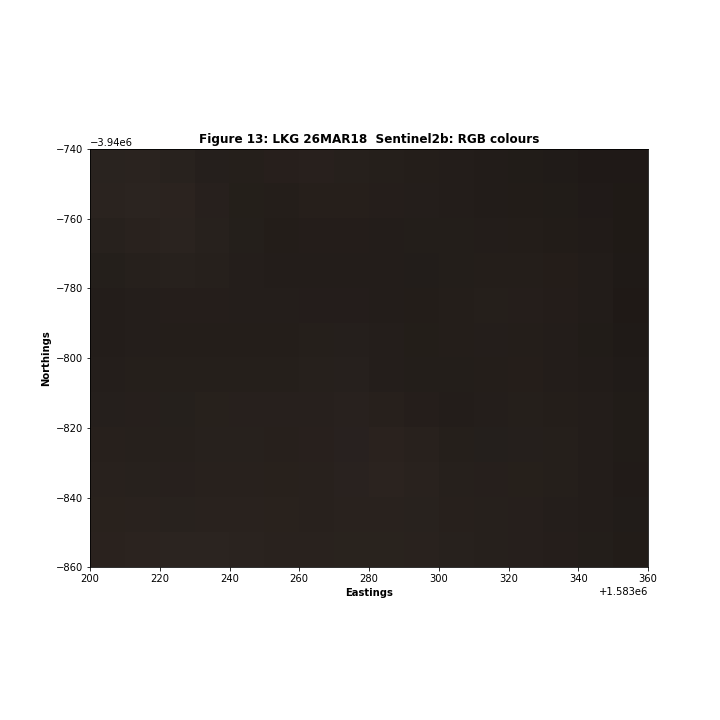 Figure 13: LKG 26MAR18  Sentinel2b: RGB colours
−3.94e6
−740
−760
−780
−800
−820
−840
−860
Northings
200 220 240 260 280 300 320 340 360
Eastings
+1.583e6